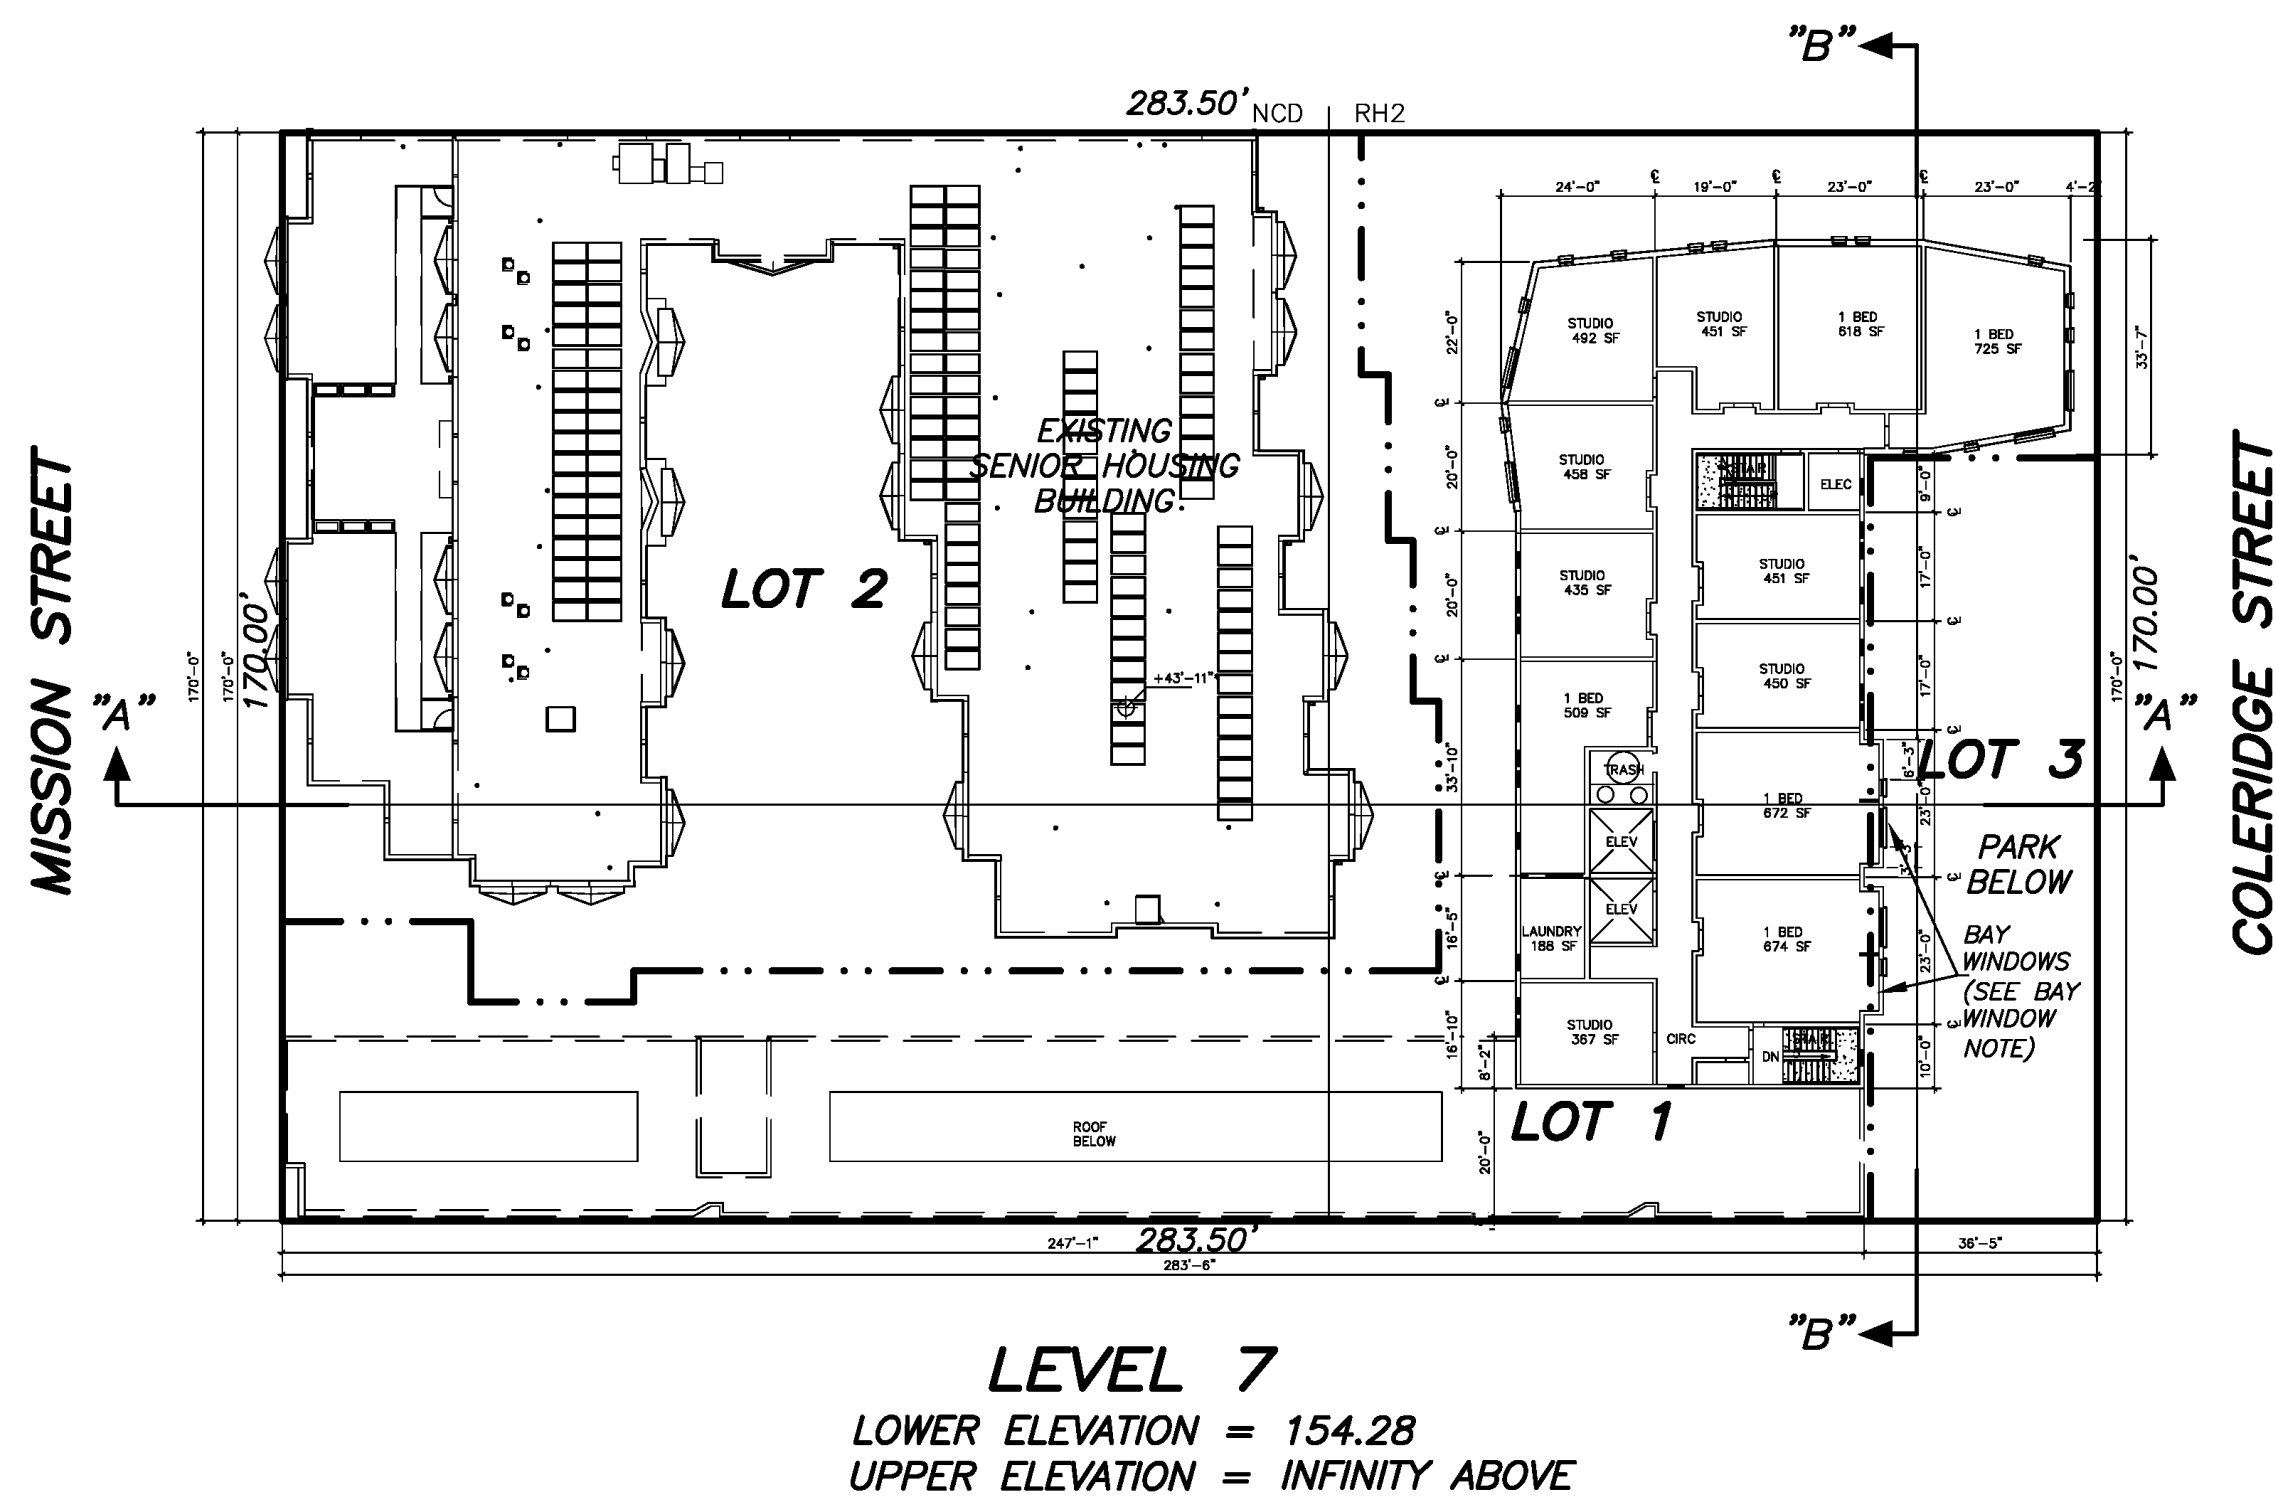 "B"
283.50'
NCD
RH2
24'-0"
19'-0"
23'-0"
23'-0"
4'-2
STUDIO
492 SF
STUDIO
451 SF
1 BED
618 SF
1 BED
725 SF
22'-0"
33'-7"
EXISTING
SENIOR HOUSING
BUILDING
STUDIO
458 SF
20'-0"
STAIR
ELEC
9'-0"
MISSION STREET
COLERIDGE STREET
LOT 2
STUDIO
435 SF
20'-0"
STUDIO
451 SF
17'-0"
170'-0"
170'-0"
170.00'
170'-0"
170.00'
STUDIO
450 SF
17'-0"
+43'-11"
"A"
"A"
1 BED
509 SF
LOT 3
6'-3"
TRASH
33'-10"
1 BED
672 SF
23'-0"
3'-3"
ELEV
PARK
BELOW
ELEV
LAUNDRY
188 SF
16'-5"
1 BED
674 SF
23'-0"
BAY
WINDOWS
(SEE BAY
WINDOW
NOTE)
STUDIO
367 SF
16'-10"
8'-2"
CIRC
DN
STAIR
10'-0"
LOT 1
ROOF
BELOW
20'-0"
247'-1"
283.50'
36'-5"
283'-6"
"B"
LEVEL 7
LOWER ELEVATION = 154.28
UPPER ELEVATION = INFINITY ABOVE